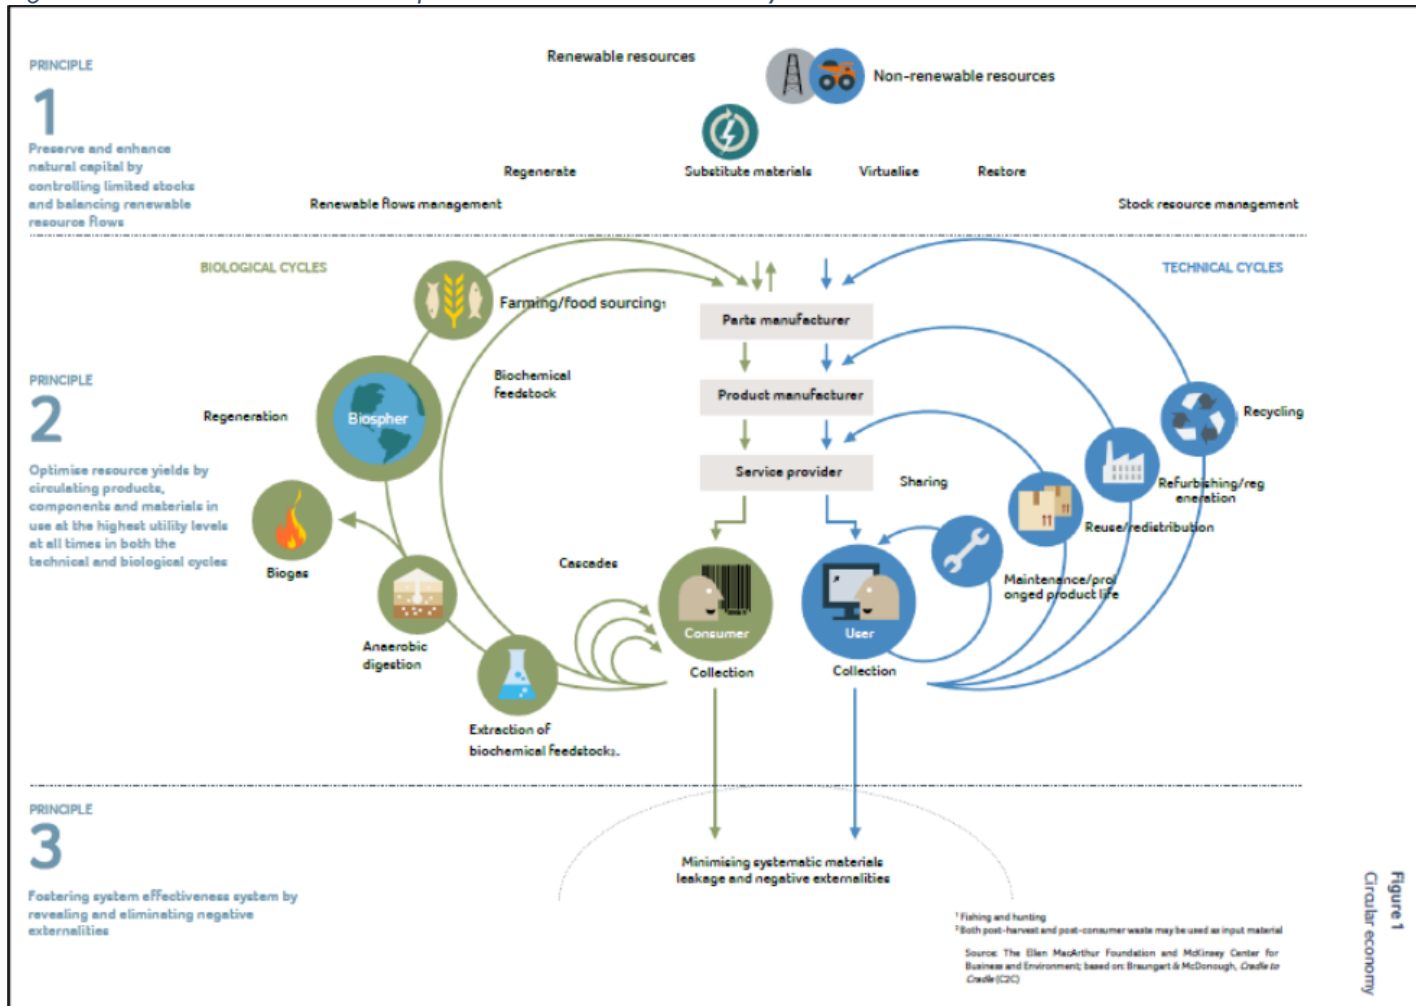 PRINCIPLE
1
Preserve and enhance
natural capital by
controlling limited stocks
and balancing renewable
resource flows
Renewable resources
Non-renewable resources
Regenerate
Substitute materials
Virtualise
Restore
Renewable flows management
Stock resource management
BIOLOGICAL CYCLES
TECHNICAL CYCLES
Farming/food sourcing1
Parts manufacturer
Biochemical
feedstock
PRINCIPLE
2
Optimise resource yields by
circulating products,
components and materials in
use at the highest utility levels
at all times in both the
technical and biological cycles
Regeneration
Biospher
Product manufacturer
Recycling
Service provider
Sharing
Refurbishing/reg
eneration
Reuse/redistribution
Biogas
Cascades
Maintenance/prol
onged product life
Consumer
User
Anaerobic
digestion
Collection
Collection
Extraction of
biochemical feedstock2.
PRINCIPLE
3
Fostering system effectiveness system by
revealing and eliminating negative
externalities
Minimising systematic materials
leakage and negative externalities
1 Fishing and hunting
2 Both post-harvest and post-consumer waste may be used as input material
Source: The Ellen MacArthur Foundation and McKinsey Center for
Business and Environment; based on: Braungart & McDonough, Cradle to
Cradle (C2C)
Figure 1
Circular economy